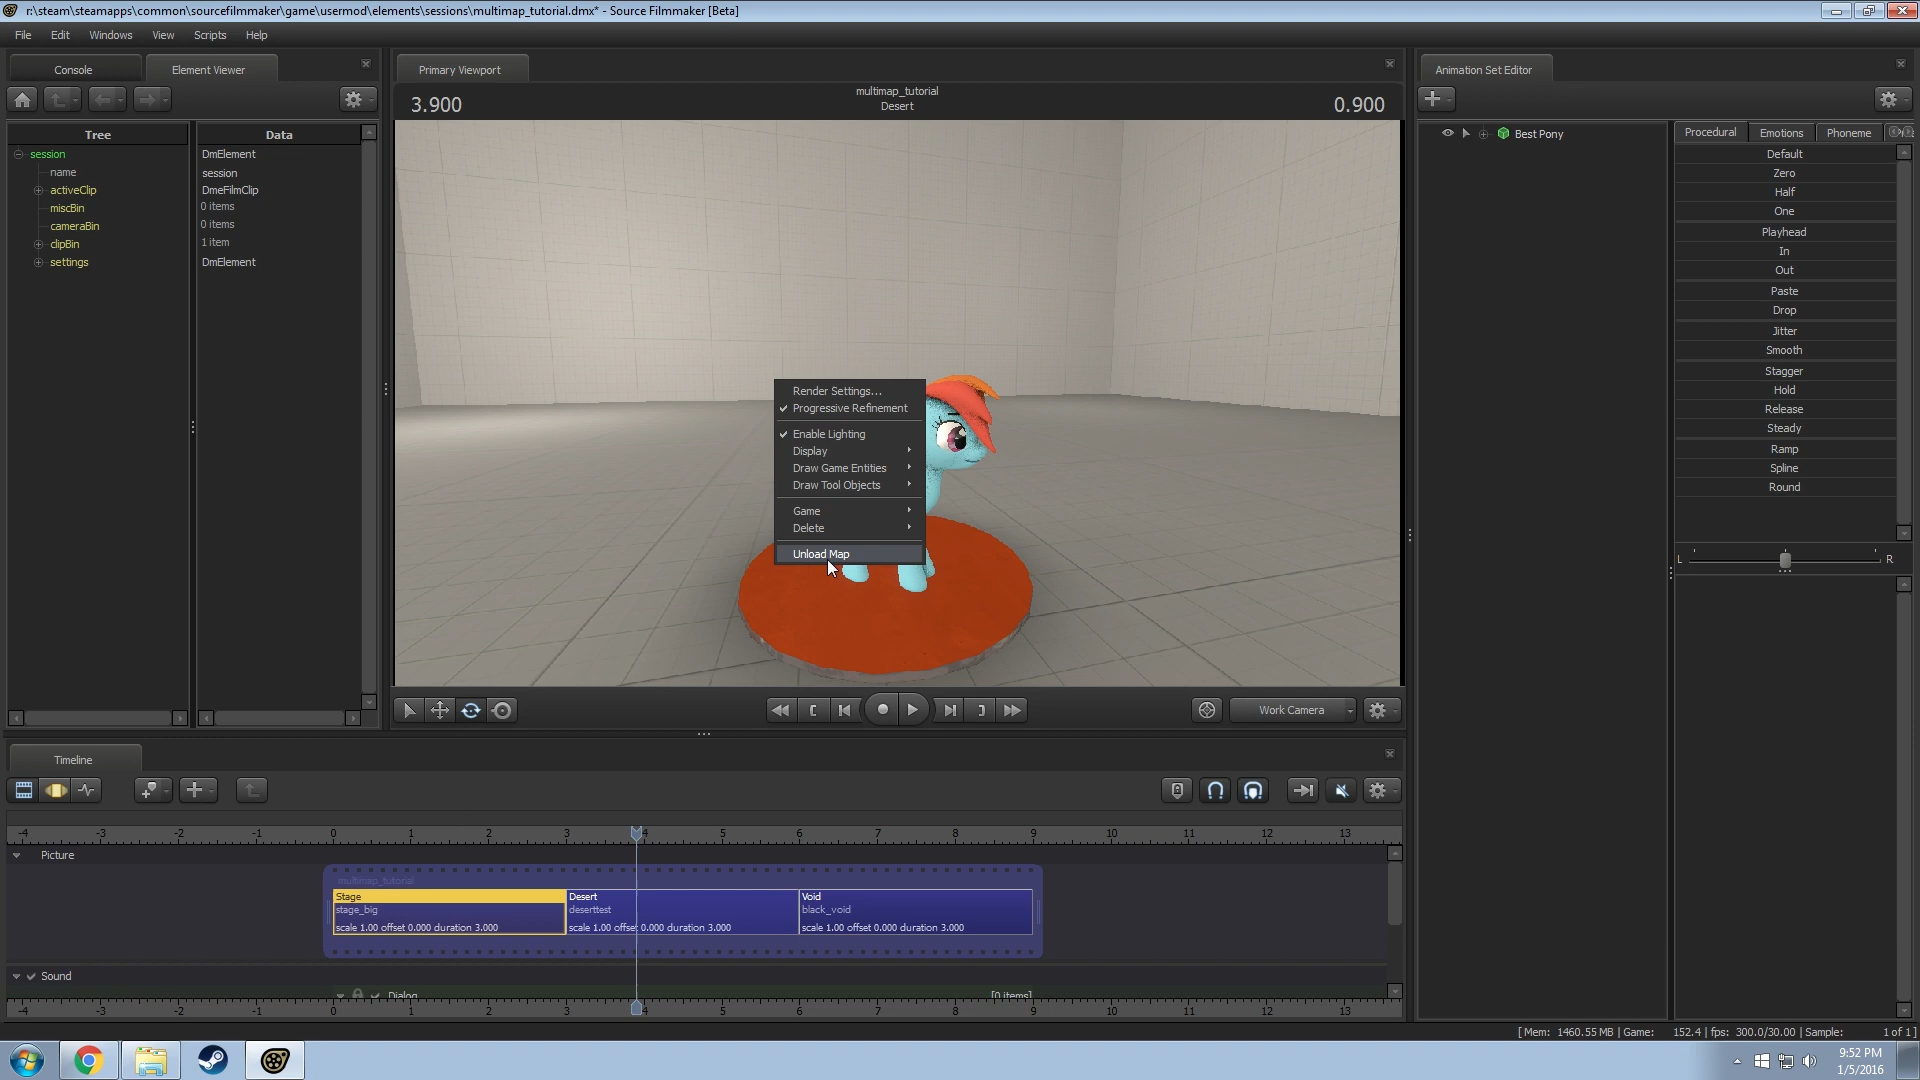 r:\steam\steamapps\common\sourcefilmmaker\game\usermod\elements\sessions\multimap_tutorial.dmx* - Source Filmmaker [Beta]
File Edit Windows View Scripts Help
Console Element Viewer
Primary Viewport
Animation Set Editor
3.900
multimap_tutorial
Desert
0.900
Tree Data
session DmElement
name session
activeClip DmeFilmClip
miscBin 0 items
cameraBin 0 items
clipBin 1 item
settings DmElement
Render Settings...
Progressive Refinement
Enable Lighting
Display
Draw Game Entities
Draw Tool Objects
Game
Delete
Unload Map
Best Pony
Procedural Emotions Phoneme
Default
Zero
Half
One
Playhead
In
Out
Paste
Drop
Jitter
Smooth
Stagger
Hold
Release
Steady
Ramp
Spline
Round
L R
Work Camera
Timeline
-4 -3 -2 -1 0 1 2 3 4 5 6 7 8 9 10 11 12 13
Picture
multimap_tutorial
Stage Desert Void
stage_big deserttest black_void
scale 1.00 offset 0.000 duration 3.000 scale 1.00 offset 0.000 duration 3.000 scale 1.00 offset 0.000 duration 3.000
Sound
Dialog [0 items]
-4 -3 -2 -1 0 1 2 3 4 5 6 7 8 9 10 11 12 13
[ Mem: 1460.55 MB | Game: 152.4 | fps: 300.0/30.00 | Sample: 1 of 1 ]
9:52 PM
1/5/2016